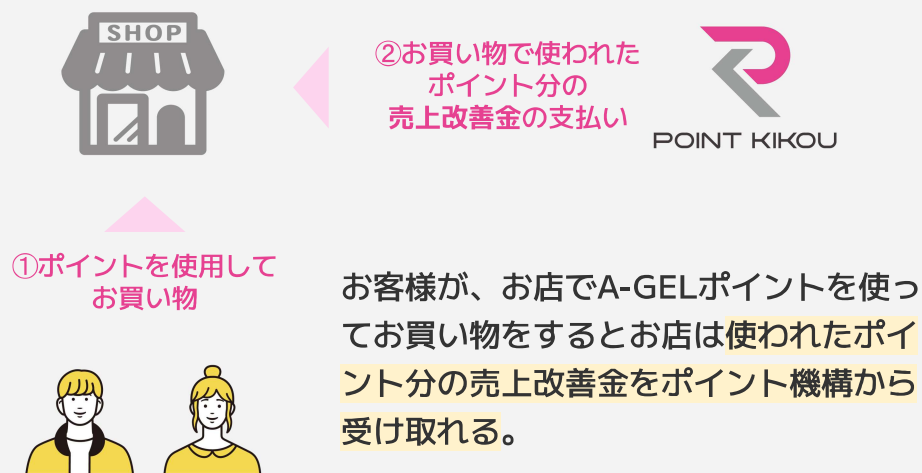 SHOP
②お買い物で使われた
ポイント分の
売上改善金の支払い
POINT KIKOU
①ポイントを使用して
お買い物
お客様が、お店でA-GELポイントを使っ
てお買い物をするとお店は使われたポイ
ント分の売上改善金をポイント機構から
受け取れる。